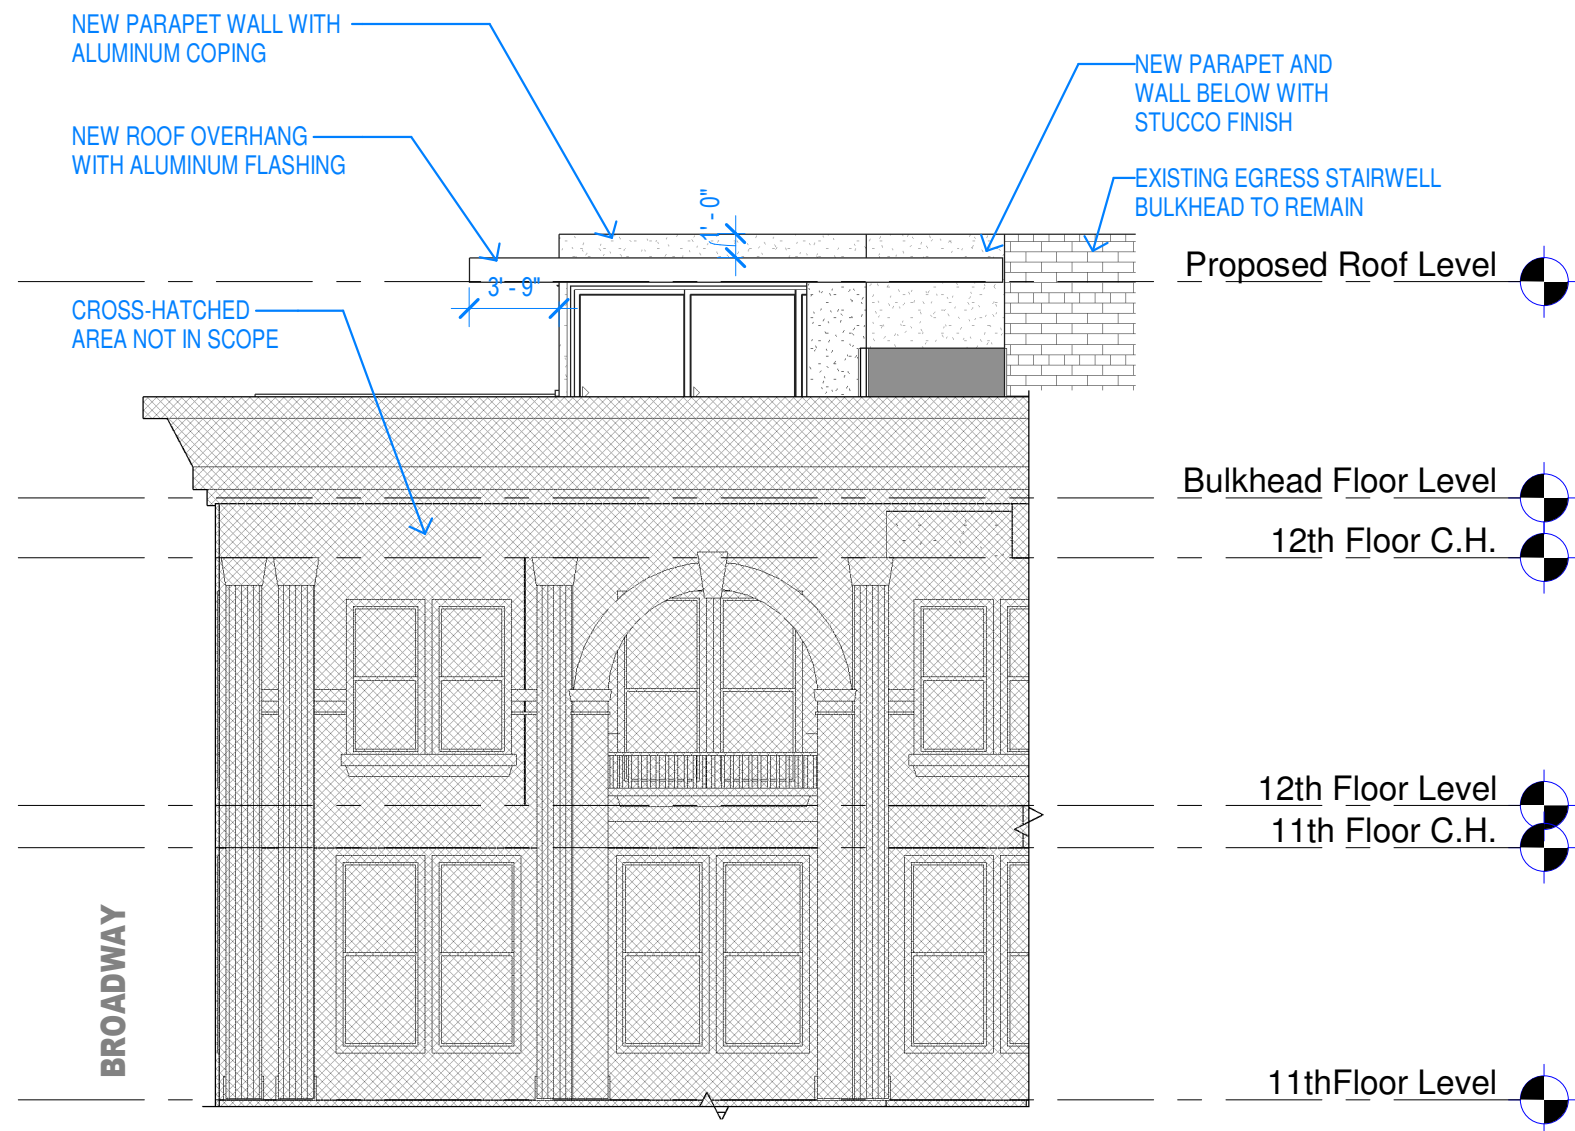 NEW PARAPET WALL WITH
ALUMINUM COPING
NEW PARAPET AND
WALL BELOW WITH
STUCCO FINISH
NEW ROOF OVERHANG
WITH ALUMINUM FLASHING
EXISTING EGRESS STAIRWELL
BULKHEAD TO REMAIN
1' - 0"
Proposed Roof Level
3' - 9"
CROSS-HATCHED
AREA NOT IN SCOPE
Bulkhead Floor Level
12th Floor C.H.
12th Floor Level
11th Floor C.H.
BROADWAY
11thFloor Level